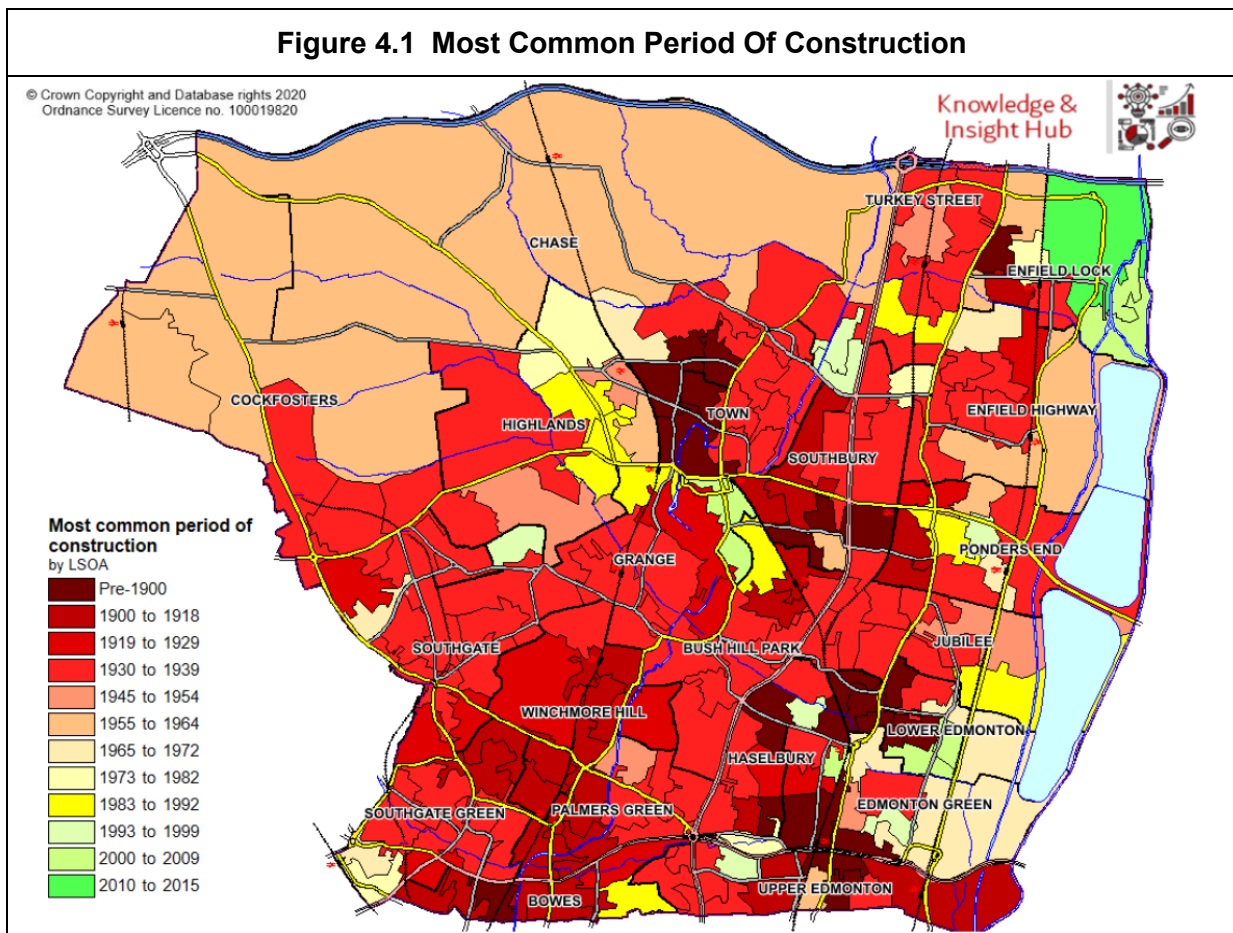 Figure 4.1 Most Common Period Of Construction
© Crown Copyright and Database rights 2020
Ordnance Survey Licence no. 100019820
Knowledge &
Insight Hub
TURKEY STREET
CHASE
ENFIELD LOCK
COCKFOSTERS
TOWN
ENFIELD HIGHWAY
HIGHLANDS
SOUTHBURY
Most common period of
construction
by LSOA
Pre-1900
1900 to 1918
1919 to 1929
1930 to 1939
1945 to 1954
1955 to 1964
1965 to 1972
1973 to 1982
1983 to 1992
1993 to 1999
2000 to 2009
2010 to 2015
PONDERS END
GRANGE
SOUTHGATE
BUSH HILL PARK
JUBILEE
WINCHMORE HILL
LOWER EDMONTON
HASELBURY
EDMONTON GREEN
SOUTHGATE GREEN
PALMERS GREEN
UPPER EDMONTON
BOWES